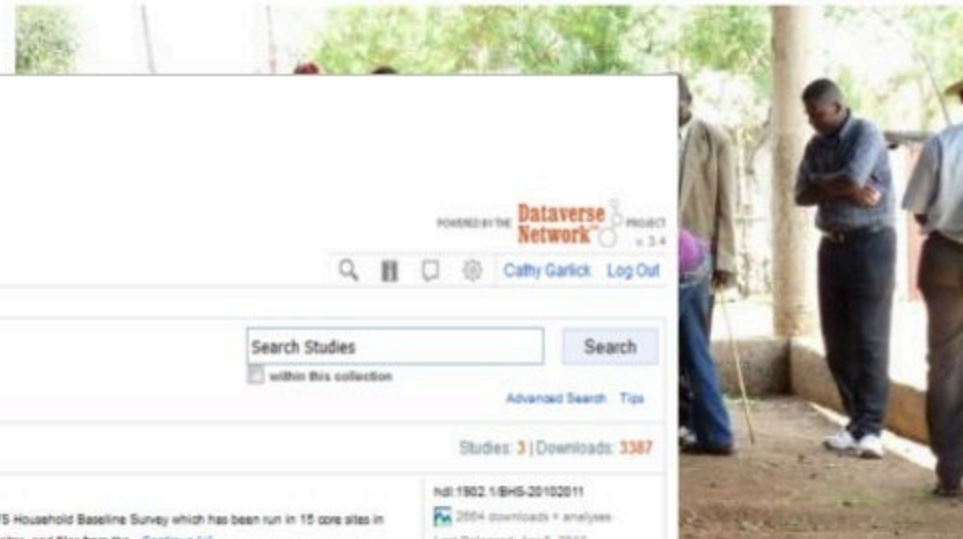 POWERED BY THE Dataverse Network™ PROJECT
v. 3.4
Cathy Garlick Log Out
Search Studies Search
within this collection
Advanced Search Tips
Studies: 3 | Downloads: 3387
hdl:1902.1/BHS-20102011
S Household Baseline Survey which has been run in 15 core sites in
2664 downloads + analyses